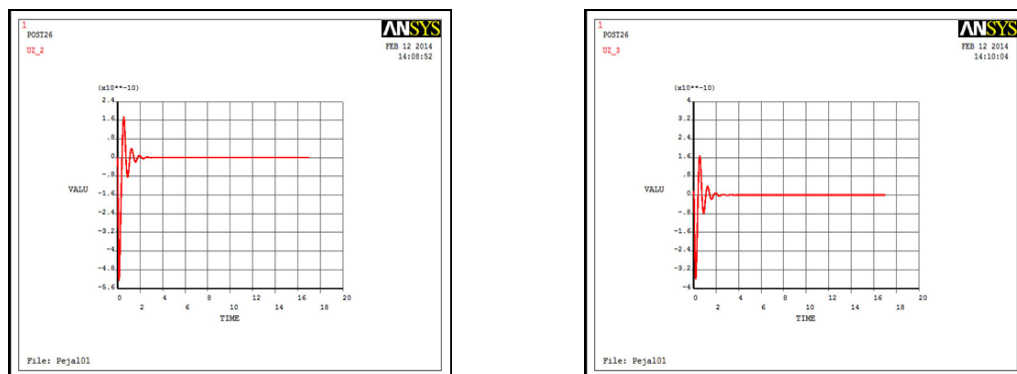 1
POST26
UZ_2
ANSYS
FEB 12 2014
14:08:52
(x10**-10)
2.4
1.6
.8
0
-.8
VALU
-1.6
-2.4
-3.2
-4
-4.8
-5.6
0 2 4 6 8 10 12 14 16 18 20
TIME
File: Pejal01
1
POST26
UZ_3
ANSYS
FEB 12 2014
14:10:04
(x10**-10)
4
3.2
2.4
1.6
.8
VALU
0
-.8
-1.6
-2.4
-3.2
-4
0 2 4 6 8 10 12 14 16 18 20
TIME
File: Pejal01